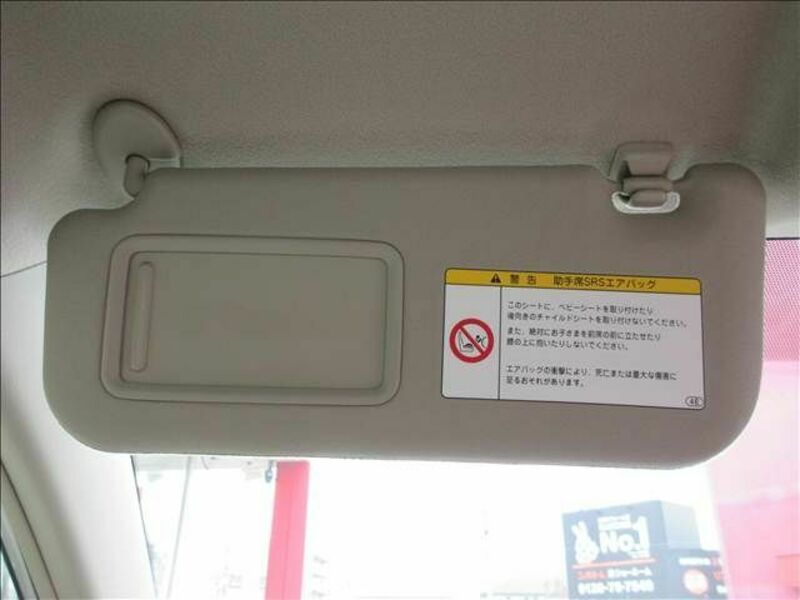 警告 助手席SRSエアバッグ
このシートに、ベビーシートを取り付けたり
後向きのチャイルドシートを取り付けないでください。
また、絶対にお子さまを前席の前に立たせたり
膝の上に抱いたりしないでください。
エアバッグの衝撃により、死亡または重大な傷害に
至るおそれがあります。
4E
No.1